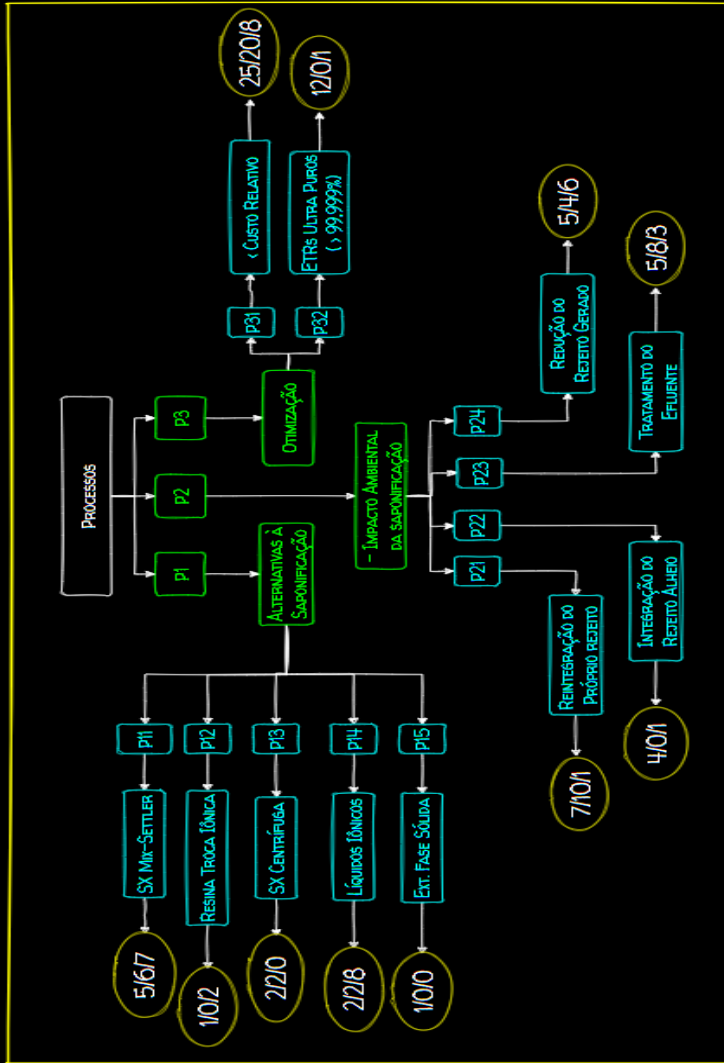 Processos
P1
P2
P3
Alternativas à
Saponificação
- Impacto Ambiental
da saponificação
Otimização
P11
SX Mix-Settler
5/6/7
P12
Resina Troca Iônica
1/0/2
P13
SX Centrífuga
2/2/0
P14
Líquidos Iônicos
2/2/8
P15
Ext. Fase Sólida
1/0/0
P21
Reintegração do
Próprio rejeito
7/10/1
P22
Integração do
Rejeito Alheio
4/0/1
P23
Tratamento do
Efluente
5/8/3
P24
Redução do
Rejeito Gerado
5/4/6
P31
< Custo Relativo
25/20/8
P32
ETRs Ultra Puros
(> 99,999%)
12/0/1